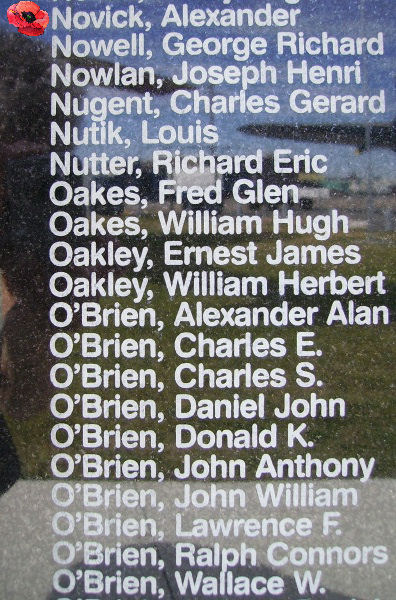 Novick, Alexander
Nowell, George Richard
Nowlan, Joseph Henri
Nugent, Charles Gerard
Nutik, Louis
Nutter, Richard Eric
Oakes, Fred Glen
Oakes, William Hugh
Oakley, Ernest James
Oakley, William Herbert
O'Brien, Alexander Alan
O'Brien, Charles E.
O'Brien, Charles S.
O'Brien, Daniel John
O'Brien, Donald K.
O'Brien, John Anthony
O'Brien, John William
O'Brien, Lawrence F.
O'Brien, Ralph Connors
O'Brien, Wallace W.